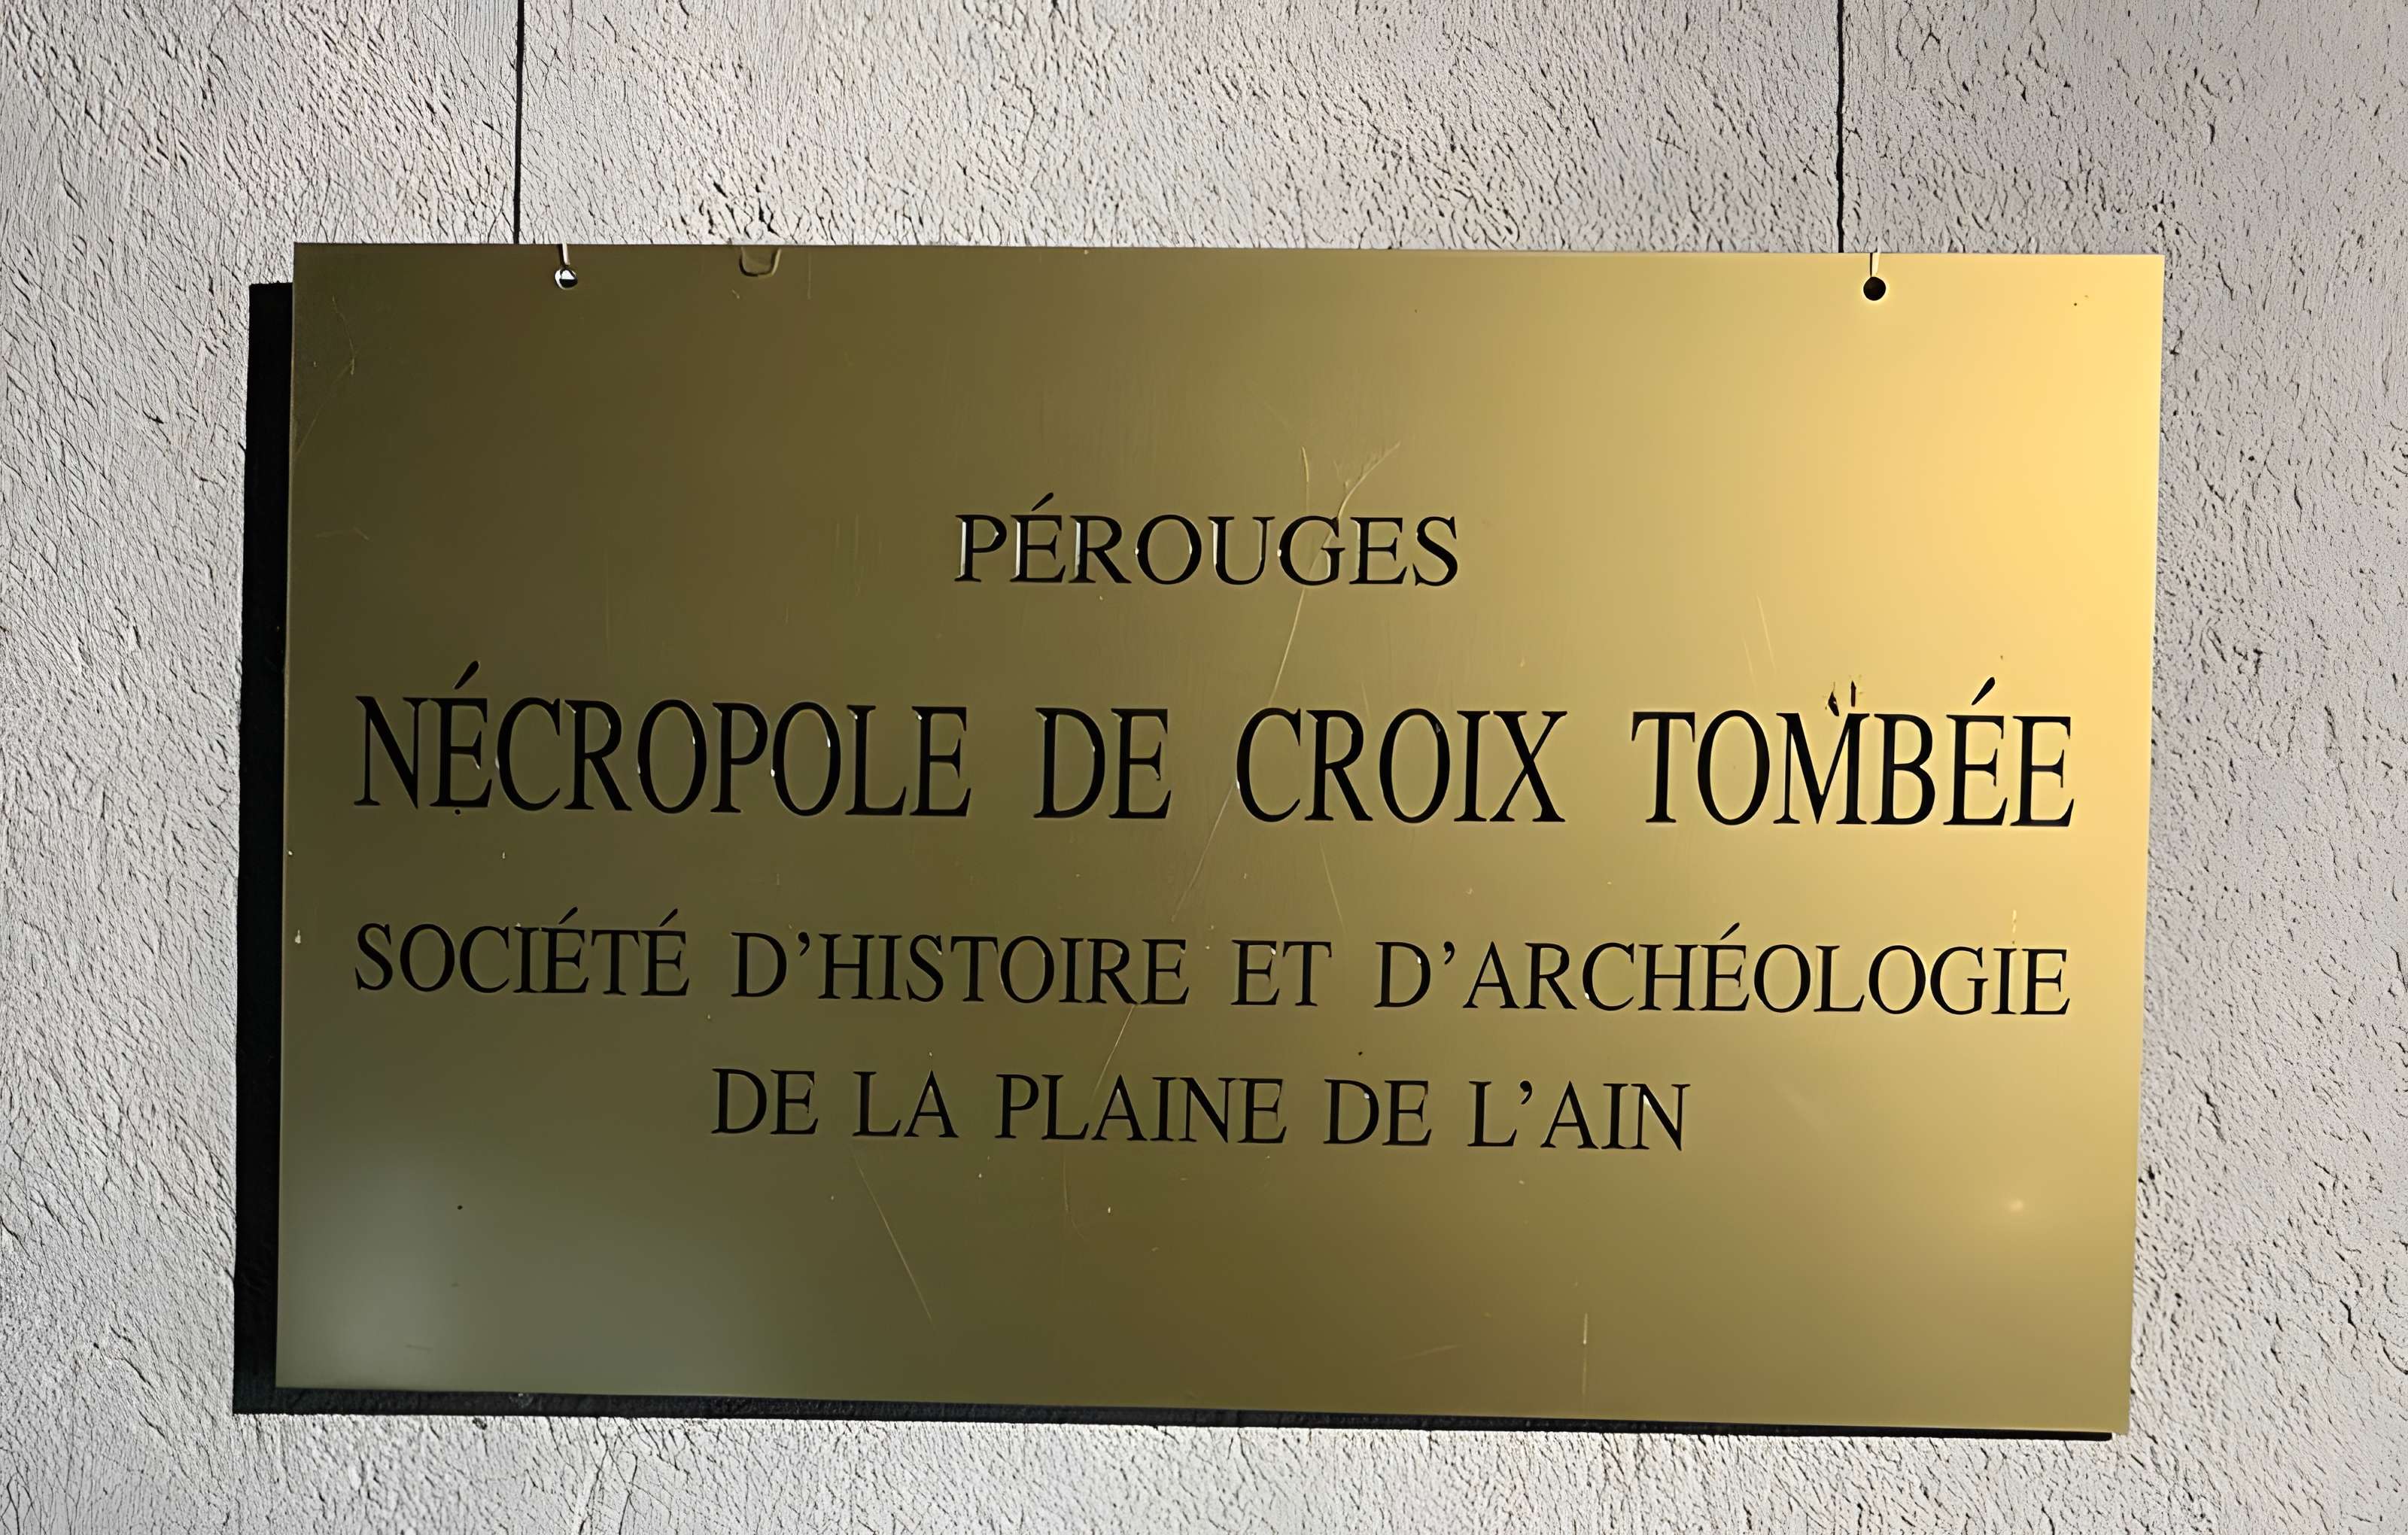 PÉROUGES
NÉCROPOLE DE CROIX TOMBÉE
SOCIÉTÉ D’HISTOIRE ET D’ARCHÉOLOGIE
DE LA PLAINE DE L’AIN